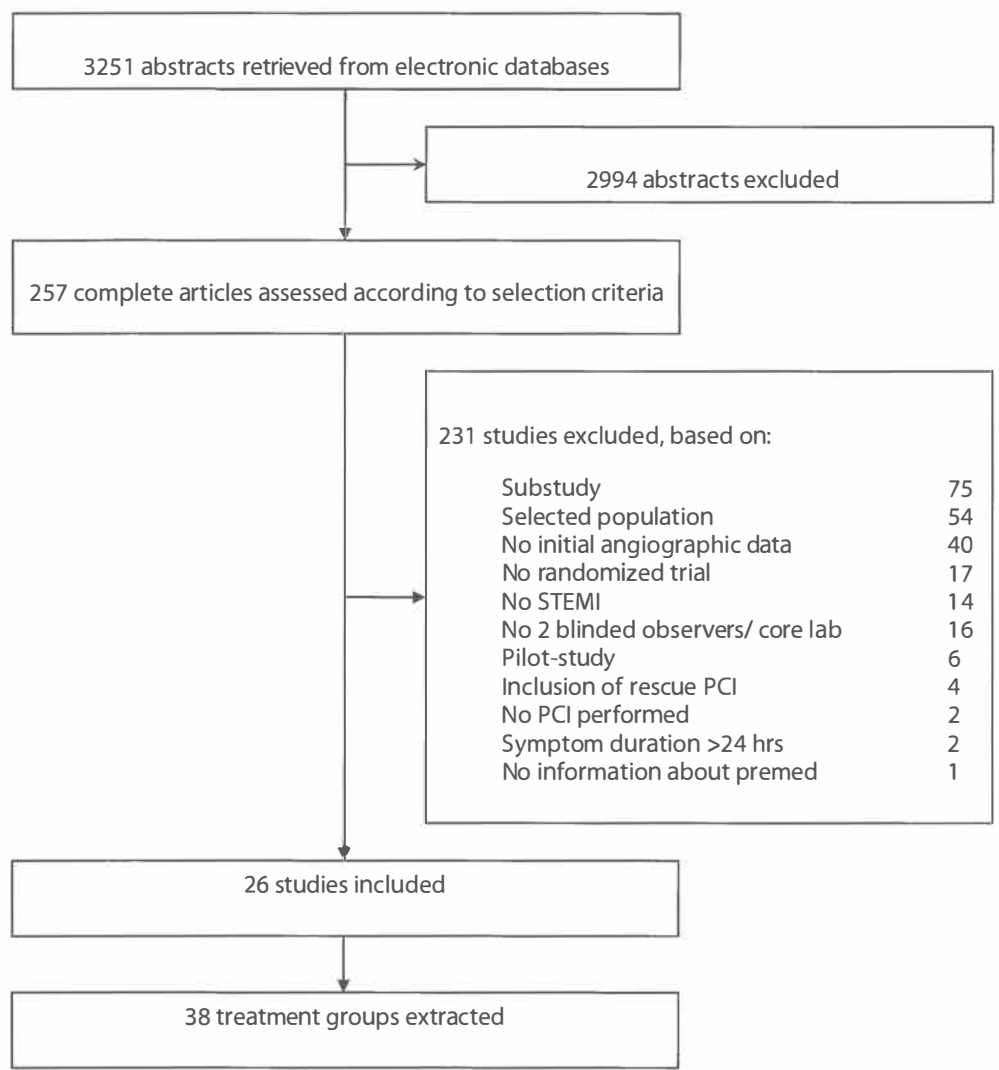 3251 abstracts retrieved from electronic databases
2994 abstracts excluded
257 complete articles assessed according to selection criteria
231 studies excluded, based on:
Substudy 75
Selected population 54
No initial angiographic data 40
No randomized trial 17
No STEMI 14
No 2 blinded observers/ core lab 16
Pilot-study 6
Inclusion of rescue PCI 4
No PCI performed 2
Symptom duration >24 hrs 2
No information about premed 1
26 studies included
38 treatment groups extracted